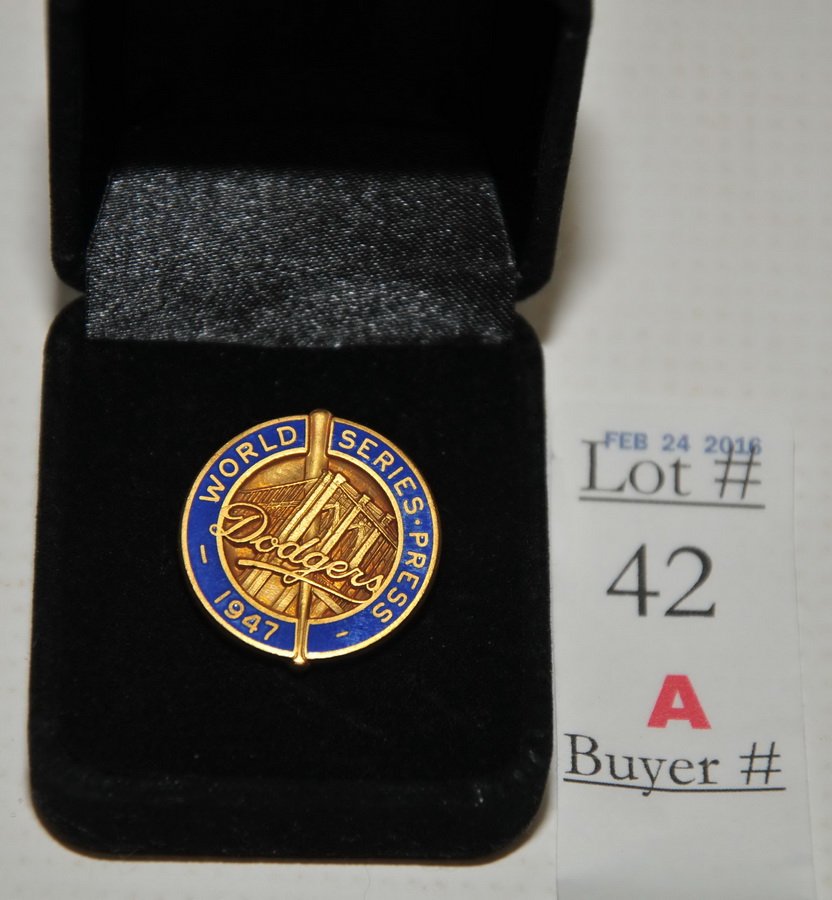 WORLD SERIES · PRESS
Dodgers
- 1947 -
FEB 24 2016
Lot #
42
A
Buyer #